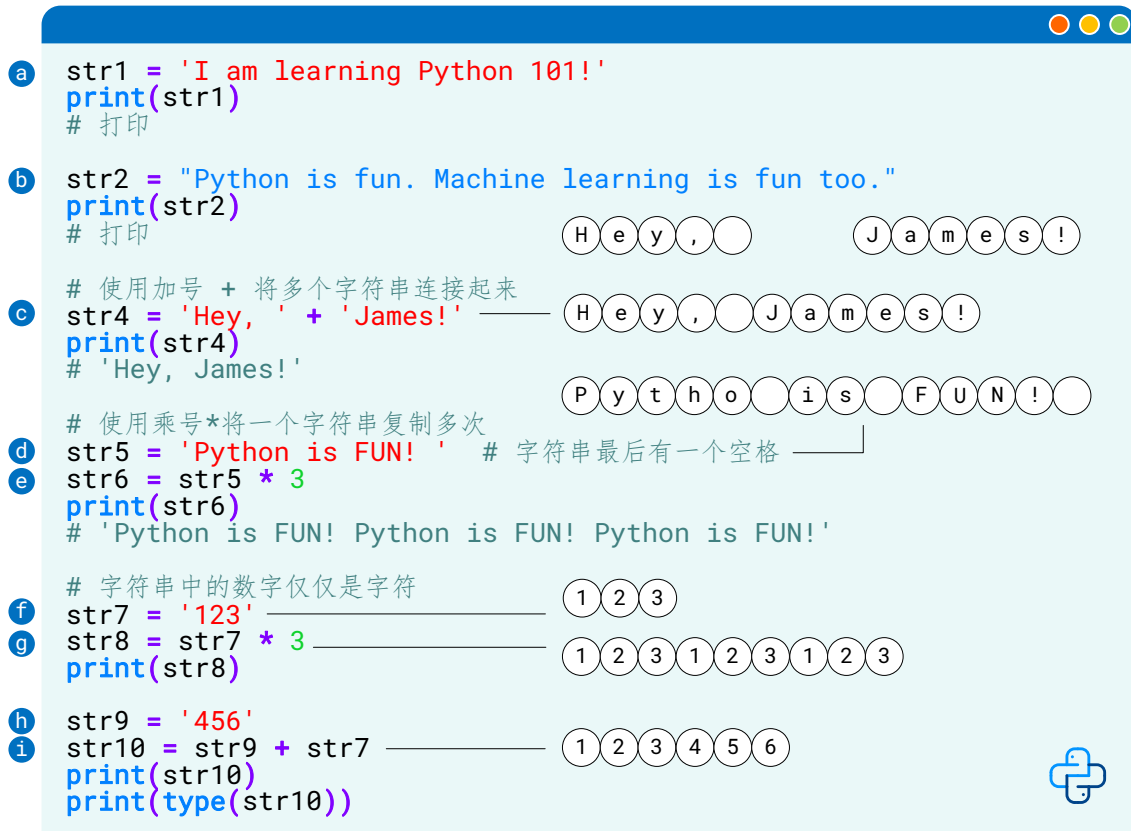 a str1 = 'I am learning Python 101!'
print(str1)
# 打印
b str2 = "Python is fun. Machine learning is fun too."
print(str2)
# 打印
H e y , J a m e s !
# 使用加号 + 将多个字符串连接起来
c str4 = 'Hey, ' + 'James!' H e y , J a m e s !
print(str4)
# 'Hey, James!'
P y t h o i s F U N !
# 使用乘号*将一个字符串复制多次
d str5 = 'Python is FUN! ' # 字符串最后有一个空格
e str6 = str5 * 3
print(str6)
# 'Python is FUN! Python is FUN! Python is FUN!'
# 字符串中的数字仅仅是字符
f str7 = '123' 1 2 3
g str8 = str7 * 3 1 2 3 1 2 3 1 2 3
print(str8)
h str9 = '456'
i str10 = str9 + str7 1 2 3 4 5 6
print(str10)
print(type(str10))